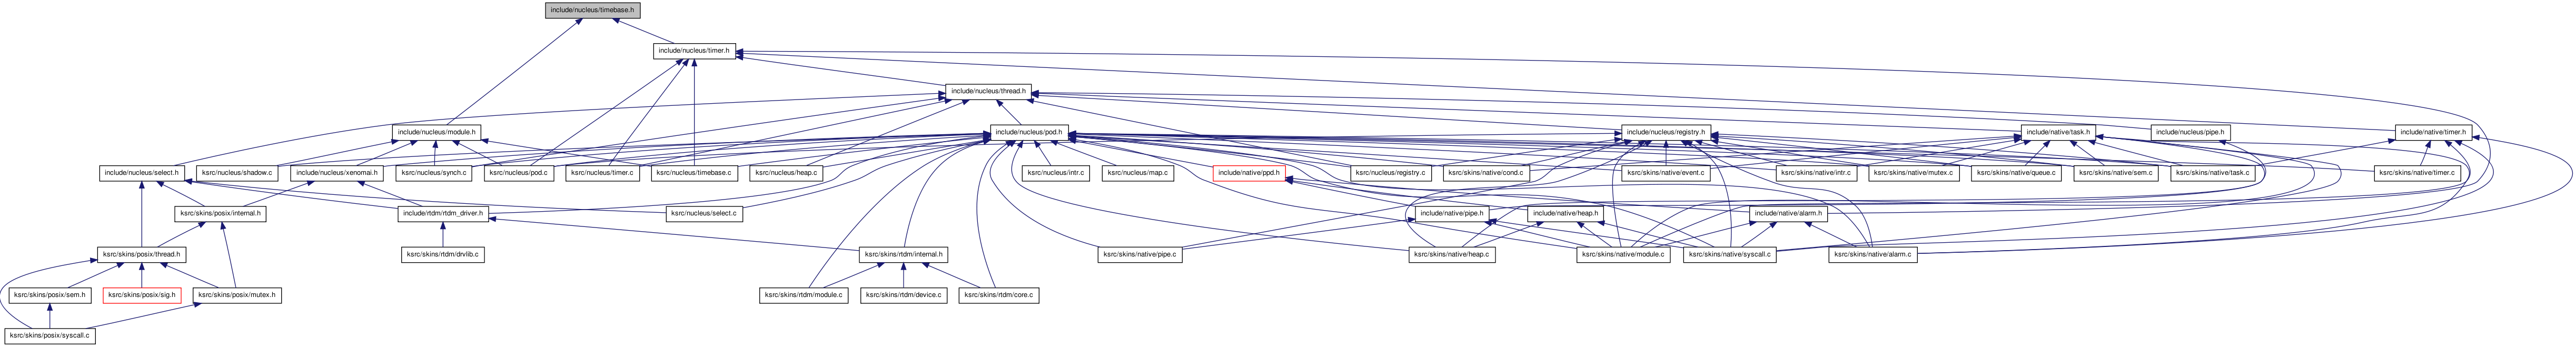 include/nucleus/timebase.h
include/nucleus/timer.h
include/nucleus/thread.h
include/nucleus/module.h
include/nucleus/pod.h
include/nucleus/registry.h
include/native/task.h
include/nucleus/pipe.h
include/native/timer.h
include/nucleus/select.h
ksrc/nucleus/shadow.c
include/nucleus/xenomai.h
ksrc/nucleus/synch.c
ksrc/nucleus/pod.c
ksrc/nucleus/timer.c
ksrc/nucleus/timebase.c
ksrc/nucleus/heap.c
ksrc/nucleus/intr.c
ksrc/nucleus/map.c
include/native/ppd.h
ksrc/nucleus/registry.c
ksrc/skins/native/cond.c
ksrc/skins/native/event.c
ksrc/skins/native/intr.c
ksrc/skins/native/mutex.c
ksrc/skins/native/queue.c
ksrc/skins/native/sem.c
ksrc/skins/native/task.c
ksrc/skins/native/timer.c
ksrc/skins/posix/internal.h
include/rtdm/rtdm_driver.h
ksrc/nucleus/select.c
include/native/pipe.h
include/native/heap.h
include/native/alarm.h
ksrc/skins/posix/thread.h
ksrc/skins/rtdm/drvlib.c
ksrc/skins/rtdm/internal.h
ksrc/skins/native/pipe.c
ksrc/skins/native/heap.c
ksrc/skins/native/module.c
ksrc/skins/native/syscall.c
ksrc/skins/native/alarm.c
ksrc/skins/posix/sem.h
ksrc/skins/posix/sig.h
ksrc/skins/posix/mutex.h
ksrc/skins/rtdm/module.c
ksrc/skins/rtdm/device.c
ksrc/skins/rtdm/core.c
ksrc/skins/posix/syscall.c